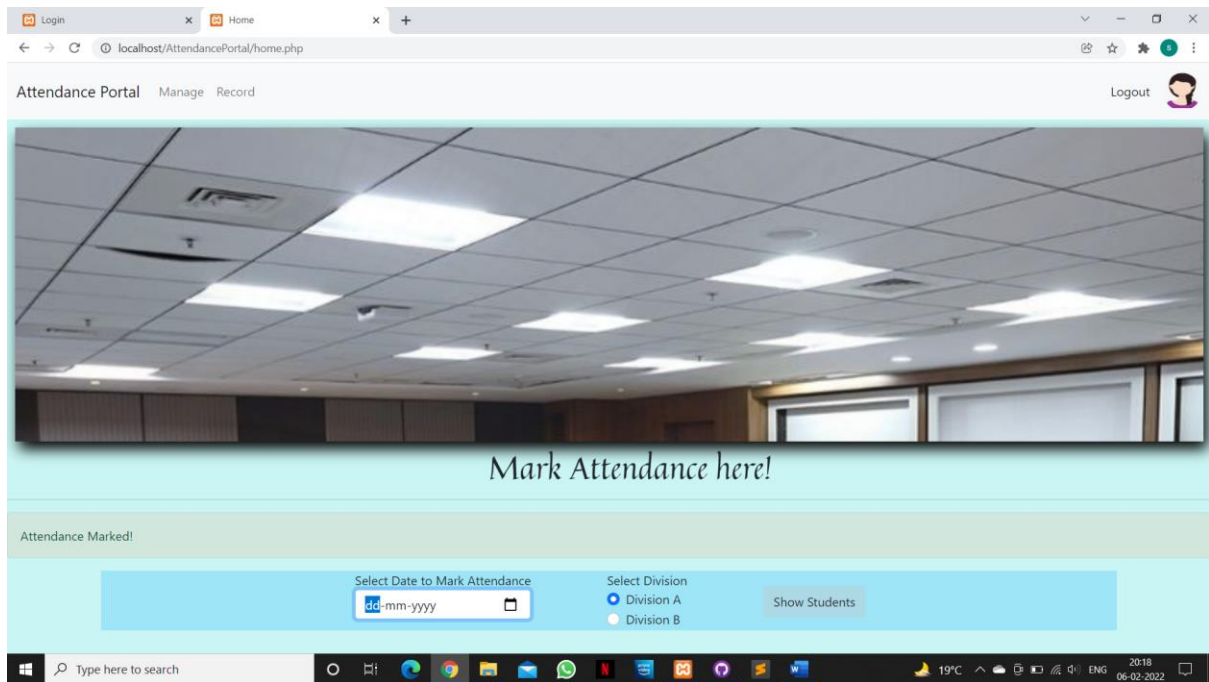 Login
Home
localhost/AttendancePortal/home.php
S
Attendance Portal Manage Record
Logout
Mark Attendance here!
Attendance Marked!
Select Date to Mark Attendance
dd-mm-yyyy
Select Division
Division A
Division B
Show Students
Type here to search
N
W
19°C
ENG
20:18
06-02-2022